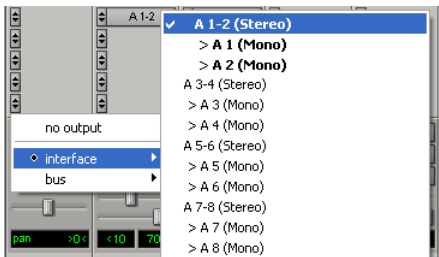 A 1-2
A 1-2 (Stereo)
> A 1 (Mono)
> A 2 (Mono)
A 3-4 (Stereo)
> A 3 (Mono)
> A 4 (Mono)
A 5-6 (Stereo)
> A 5 (Mono)
> A 6 (Mono)
A 7-8 (Stereo)
> A 7 (Mono)
> A 8 (Mono)
no output
interface
bus
pan >0< <10 70